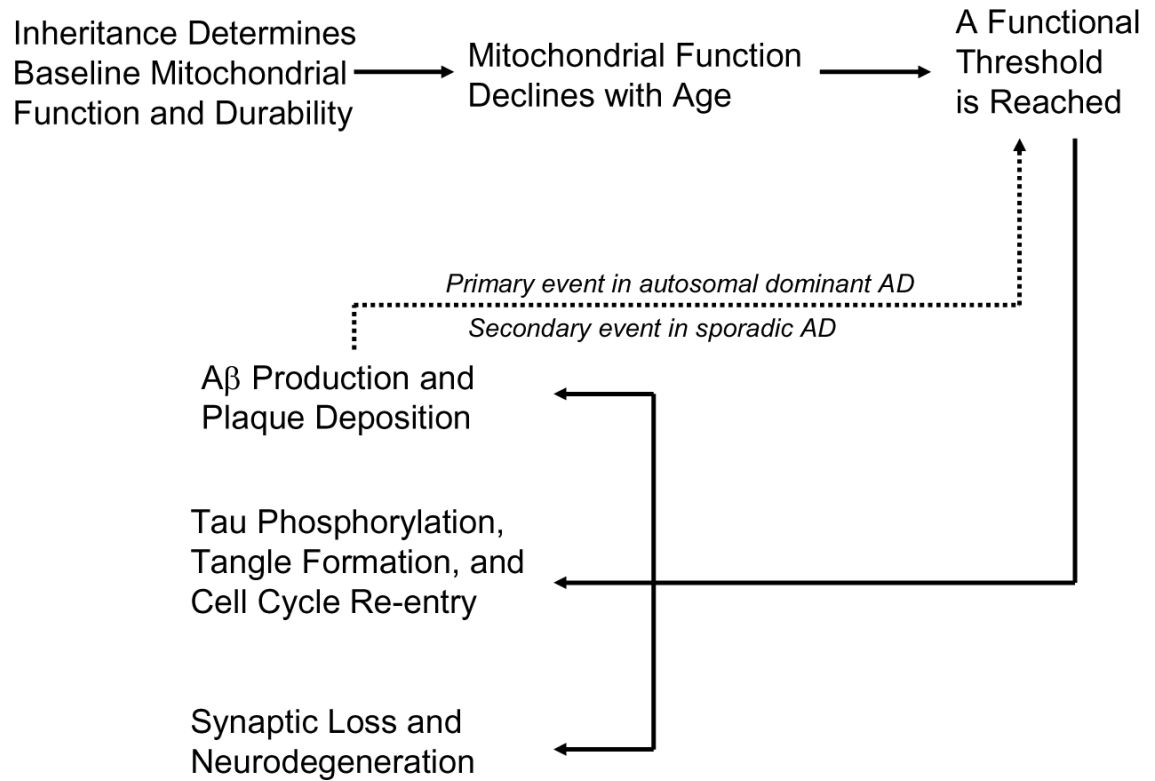 Inheritance Determines
Baseline Mitochondrial
Function and Durability
Mitochondrial Function
Declines with Age
A Functional
Threshold
is Reached
Primary event in autosomal dominant AD
Secondary event in sporadic AD
Aβ Production and
Plaque Deposition
Tau Phosphorylation,
Tangle Formation, and
Cell Cycle Re-entry
Synaptic Loss and
Neurodegeneration